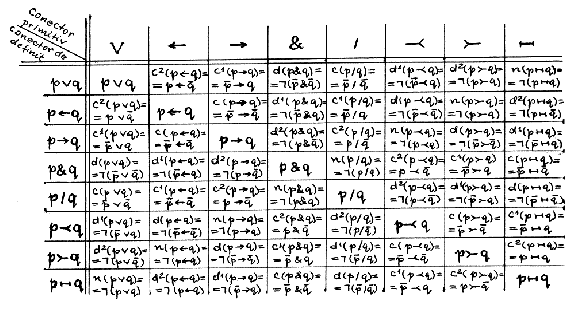 Conector
primitiv
conector de
definit
∨ ← → & / ≺ ≻ ⊢⊣
p∨q p∨q c²(p←q)= c¹(p→q)= d(p&q)= c(p/q)= d¹(p≺q)= d²(p≻q)= n(p⊢⊣q)=
= p←q̄ = p̄→q =¬(p̄&q̄) = p̄/q̄ =¬(p̄≺q) =¬(p≻q̄) =¬(p⊢⊣q)
p←q c²(p∨q)= p←q c(p→q)= d¹(p&q)= c¹(p/q)= d(p≺q)= n(p≻q)= d²(p⊢⊣q)=
= p∨q̄ = p̄→q̄ =¬(p̄&q) = p̄/q =¬(p̄≺q̄) =¬(p≻q) =¬(p⊢⊣q̄)
p→q c¹(p∨q)= c(p←q)= p→q d²(p&q)= c²(p/q)= n(p≺q)= d(p≻q)= d¹(p⊢⊣q)=
= p̄∨q = p̄←q̄ =¬(p&q̄) = p/q̄ =¬(p≺q) =¬(p̄≻q̄) =¬(p̄⊢⊣q)
p&q d(p∨q)= d¹(p←q)= d²(p→q)= p&q n(p/q)= c²(p≺q)= c¹(p≻q)= c(p⊢⊣q)=
=¬(p̄∨q̄) =¬(p̄←q) =¬(p→q̄) =¬(p/q) = p≺q̄ = p̄≻q = p̄⊢⊣q̄
p/q c(p∨q)= c¹(p←q)= c²(p→q)= n(p&q)= p/q d²(p≺q)= d¹(p≻q)= d(p⊢⊣q)=
= p̄∨q̄ = p̄←q = p→q̄ =¬(p&q) =¬(p≺q̄) =¬(p̄≻q) =¬(p̄⊢⊣q̄)
p≺q d¹(p∨q)= d(p←q)= n(p→q)= c²(p&q)= d²(p/q)= p≺q c(p≻q)= c¹(p⊢⊣q)=
=¬(p̄∨q) =¬(p̄←q̄) =¬(p→q) = p&q̄ =¬(p/q̄) = p̄≻q̄ = p̄⊢⊣q
p≻q d²(p∨q)= n(p←q)= d(p→q)= c¹(p&q)= d¹(p/q)= c(p≺q)= p≻q c²(p⊢⊣q)=
=¬(p∨q̄) =¬(p←q) =¬(p̄→q̄) = p̄&q =¬(p̄/q) = p̄≺q̄ = p⊢⊣q̄
p⊢⊣q n(p∨q)= d²(p←q)= d¹(p→q)= c(p&q)= d(p/q)= c¹(p≺q)= c²(p≻q)= p⊢⊣q
=¬(p∨q) =¬(p←q̄) =¬(p̄→q) = p̄&q̄ =¬(p̄/q̄) = p̄≺q = p≻q̄